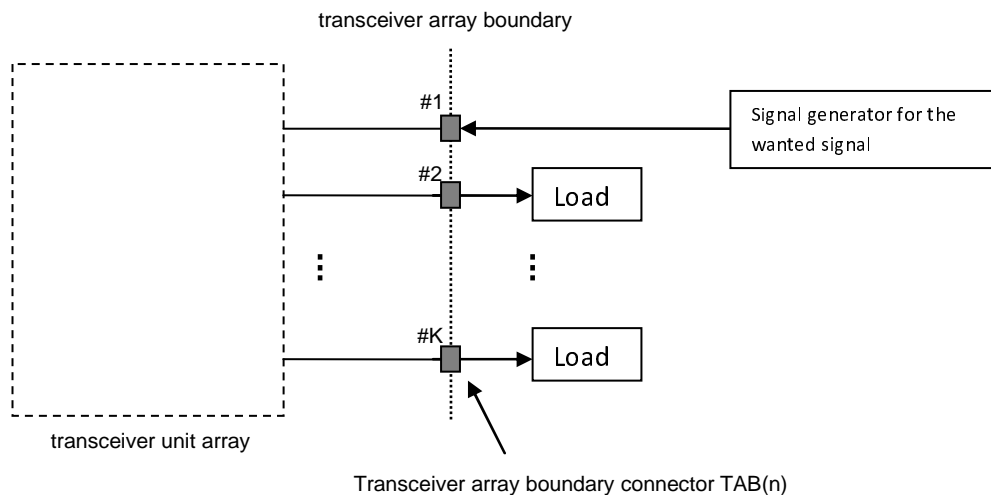 transceiver array boundary
#1
Signal generator for the
wanted signal
#2
Load
#K
Load
transceiver unit array
Transceiver array boundary connector TAB(n)